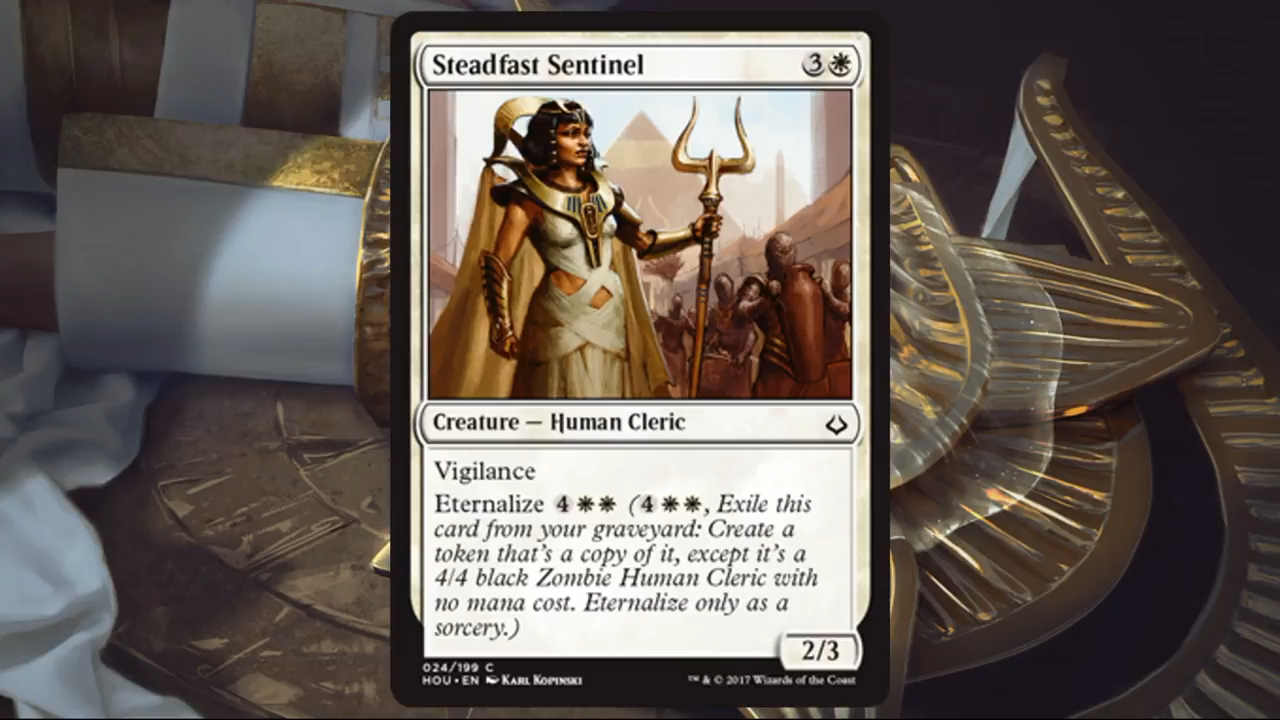 Steadfast Sentinel 3
Creature — Human Cleric
Vigilance
Eternalize 4 (4, Exile this
card from your graveyard: Create a
token that's a copy of it, except it's a
4/4 black Zombie Human Cleric with
no mana cost. Eternalize only as a
sorcery.)
2/3
024/199 C
HOU • EN Karl Kopinski
™ & © 2017 Wizards of the Coast